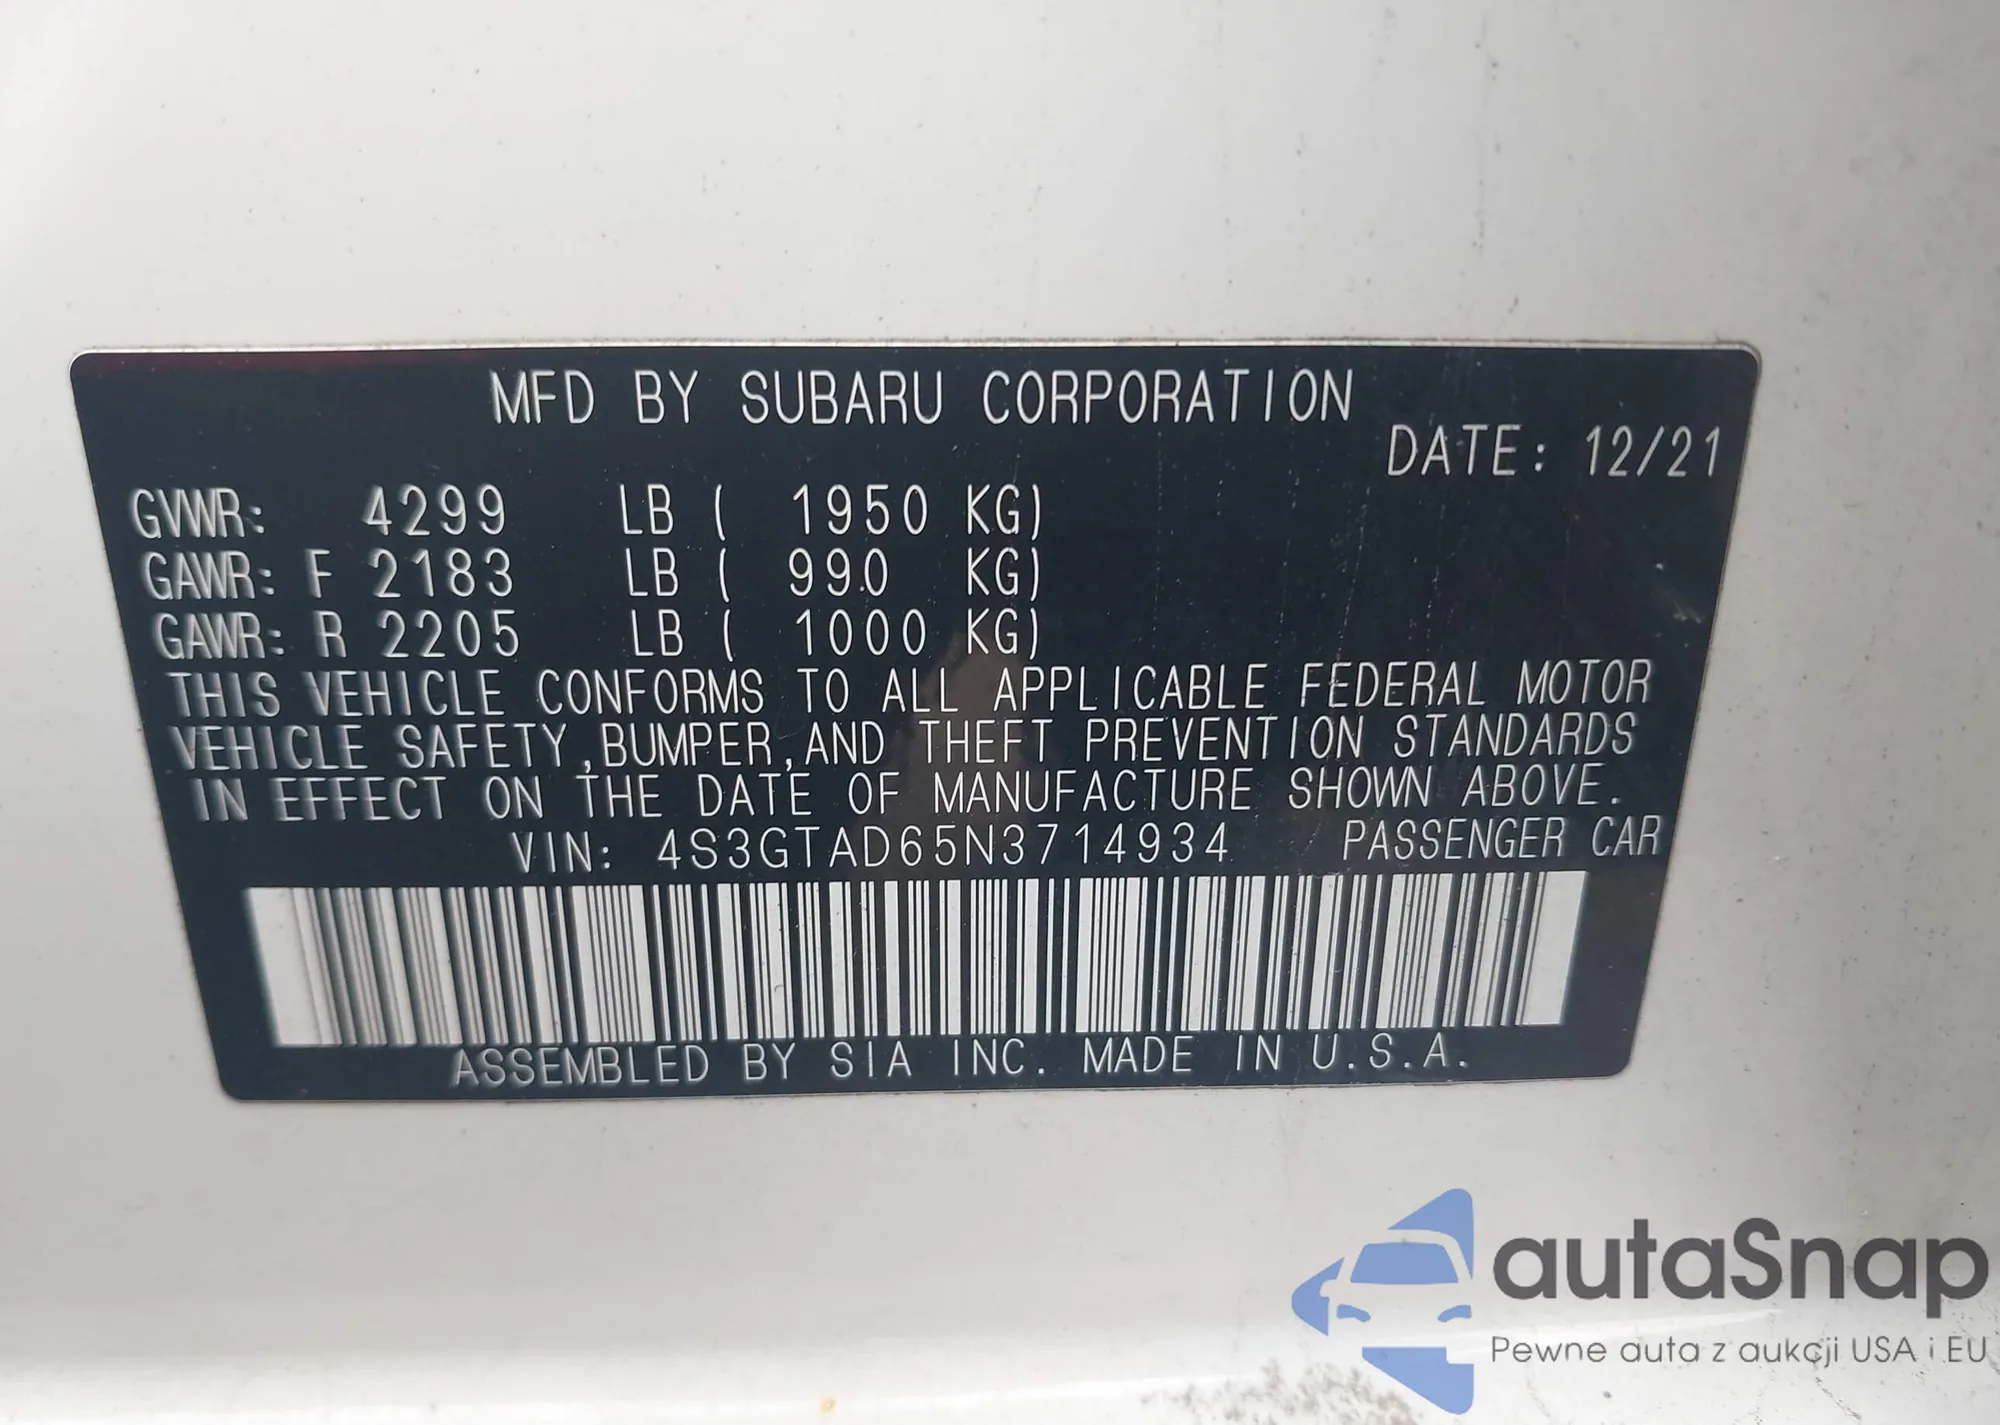 MFD BY SUBARU CORPORATION
DATE: 12/21
GVWR: 4299 LB ( 1950 KG)
GAWR: F 2183 LB ( 990 KG)
GAWR: R 2205 LB ( 1000 KG)
THIS VEHICLE CONFORMS TO ALL APPLICABLE FEDERAL MOTOR
VEHICLE SAFETY,BUMPER,AND THEFT PREVENTION STANDARDS
IN EFFECT ON THE DATE OF MANUFACTURE SHOWN ABOVE.
VIN: 4S3GTAD65N3714934 PASSENGER CAR
ASSEMBLED BY SIA INC. MADE IN U.S.A.
autaSnap
Pewne auta z aukcji USA i EU